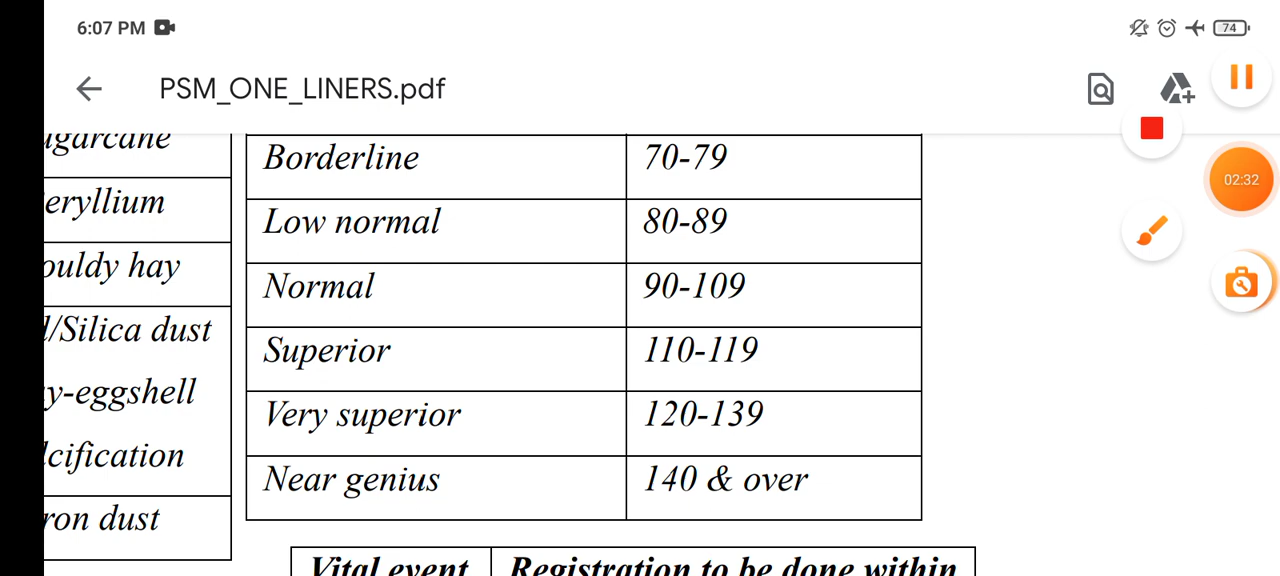 6:07 PM
74
PSM_ONE_LINERS.pdf
02:32
ugarcane
eryllium
ouldy hay
/Silica dust
y-eggshell
lcification
ron dust
Borderline 70-79
Low normal 80-89
Normal 90-109
Superior 110-119
Very superior 120-139
Near genius 140 & over
Vital event Registration to be done within